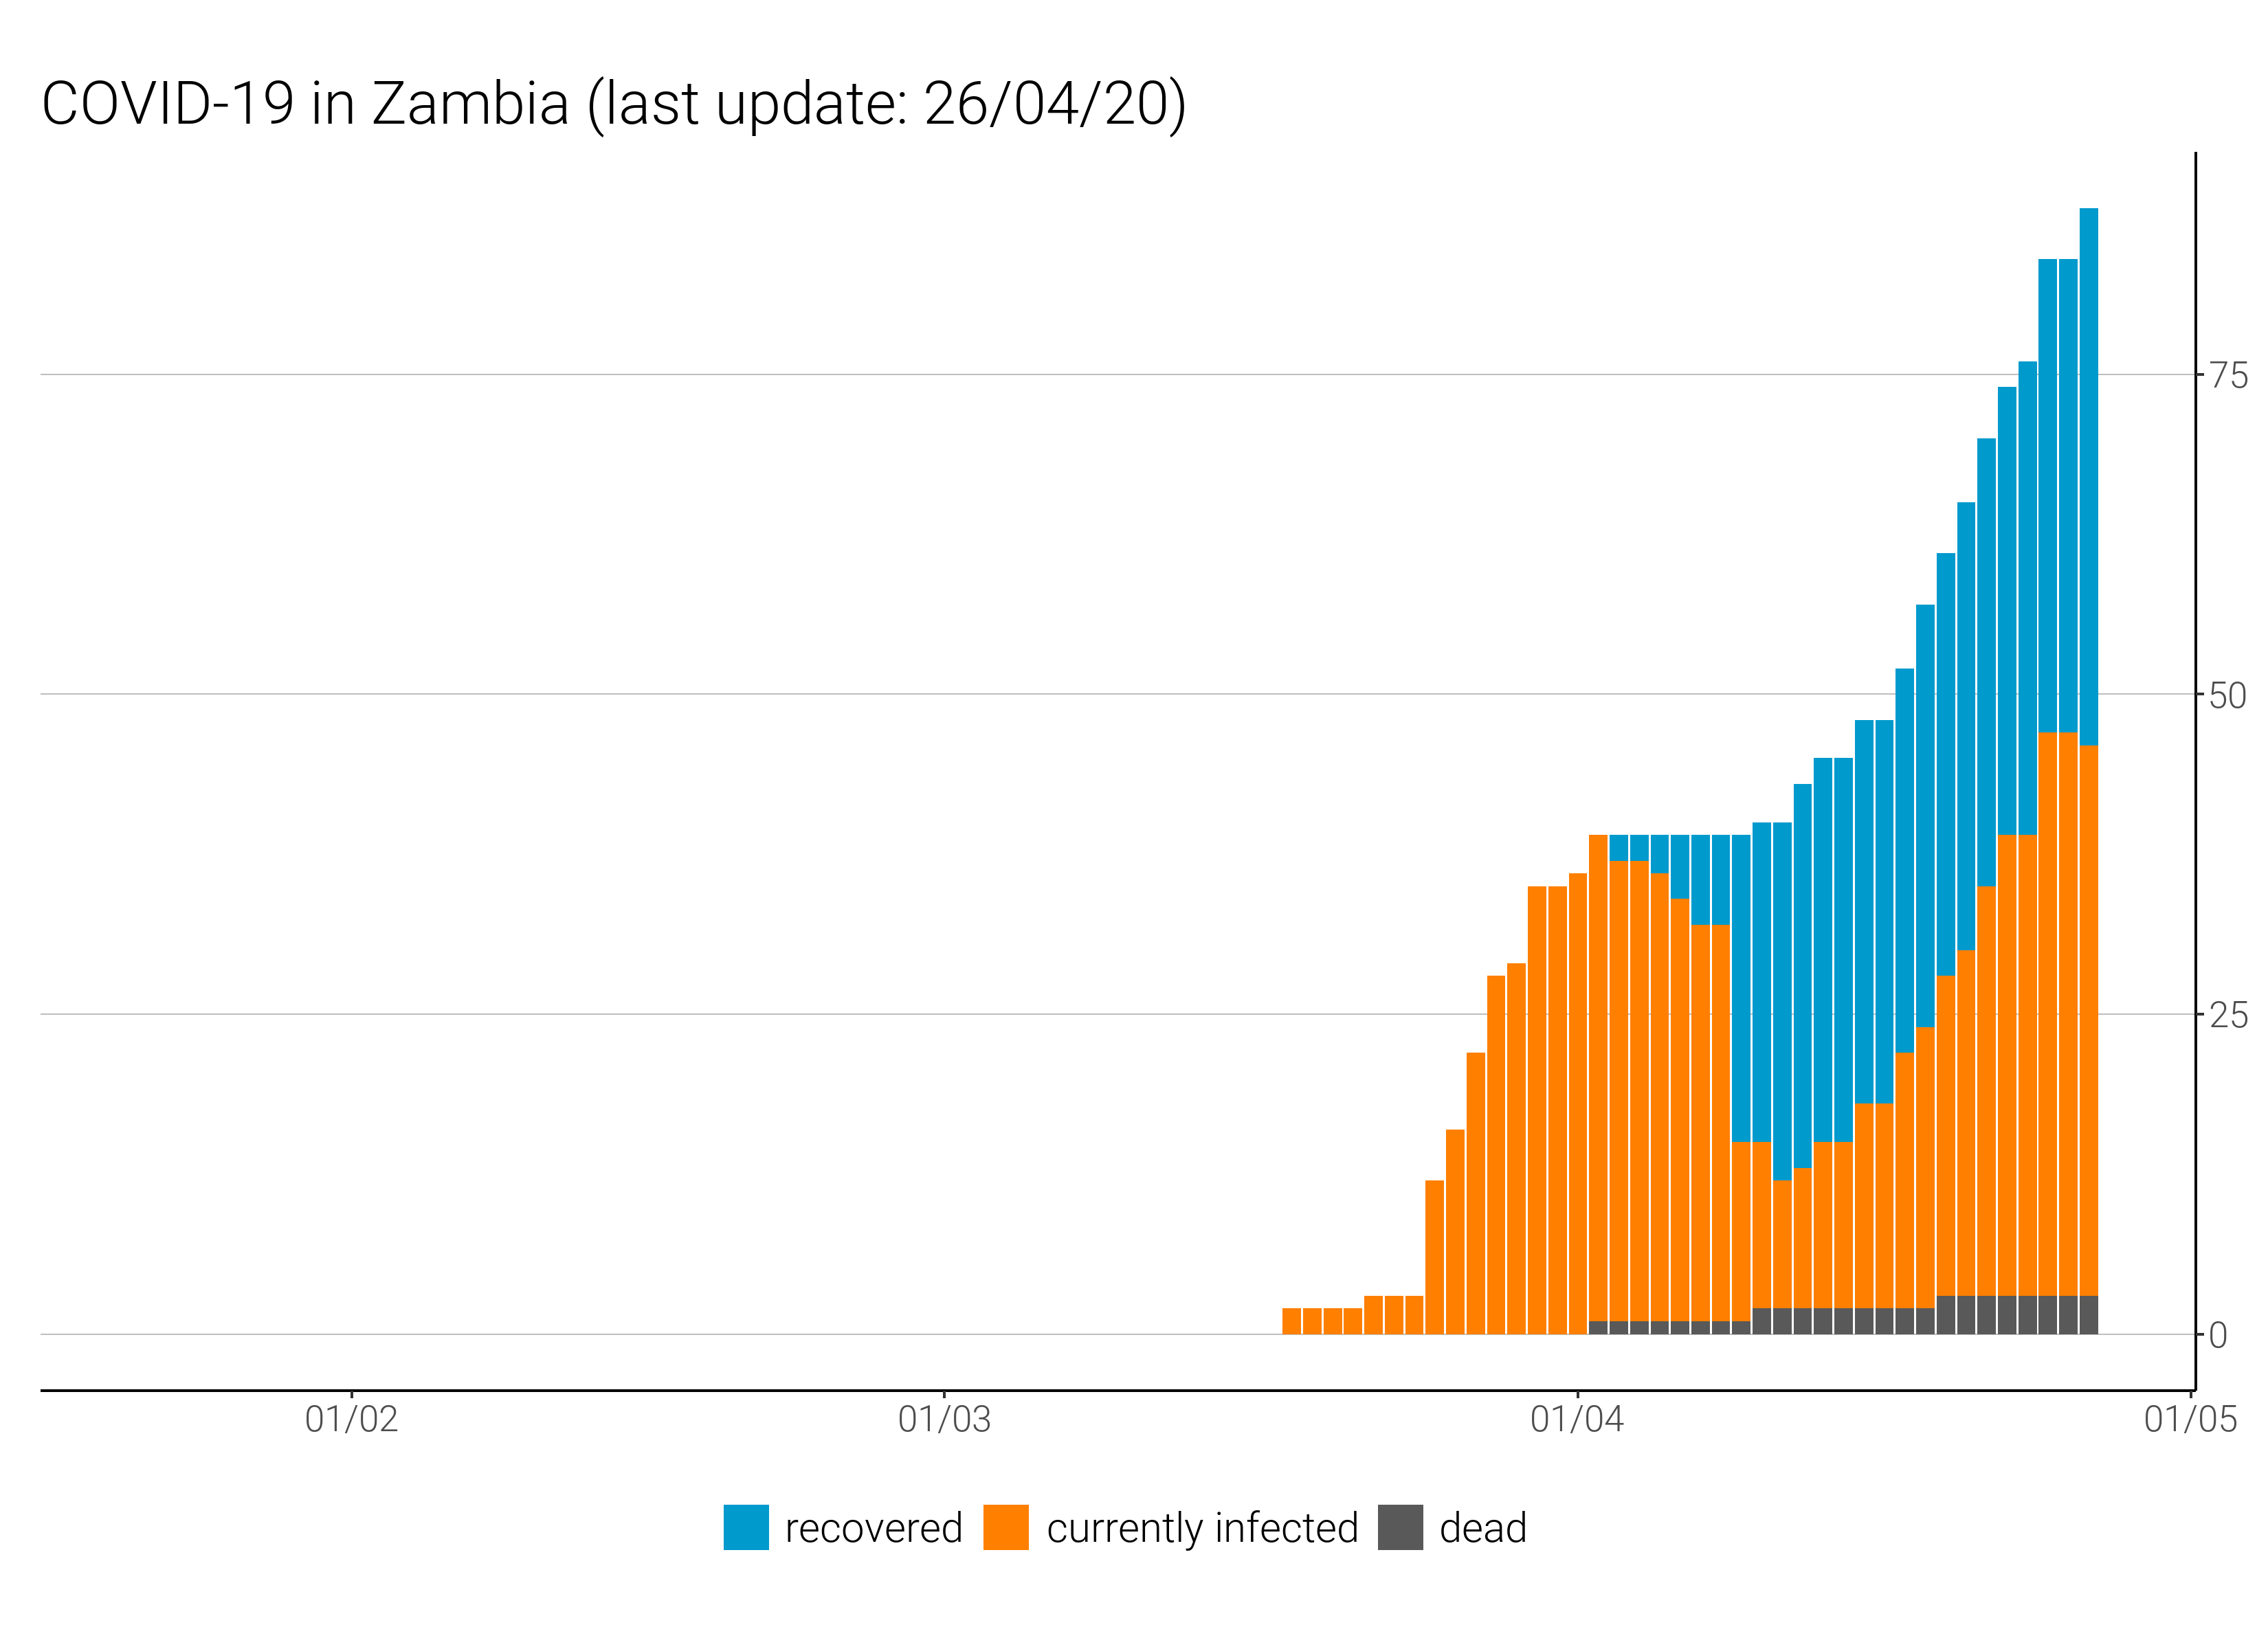 COVID-19 in Zambia (last update: 26/04/20)
75
50
25
0
01/02 01/03 01/04 01/05
recovered currently infected dead